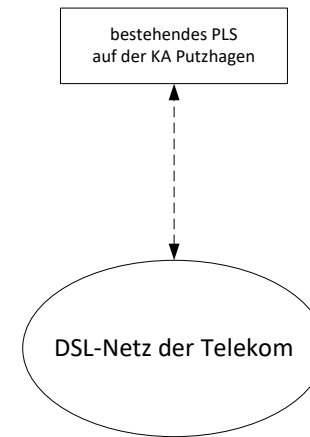 bestehendes PLS
auf der KA Putzhagen
DSL-Netz der Telekom